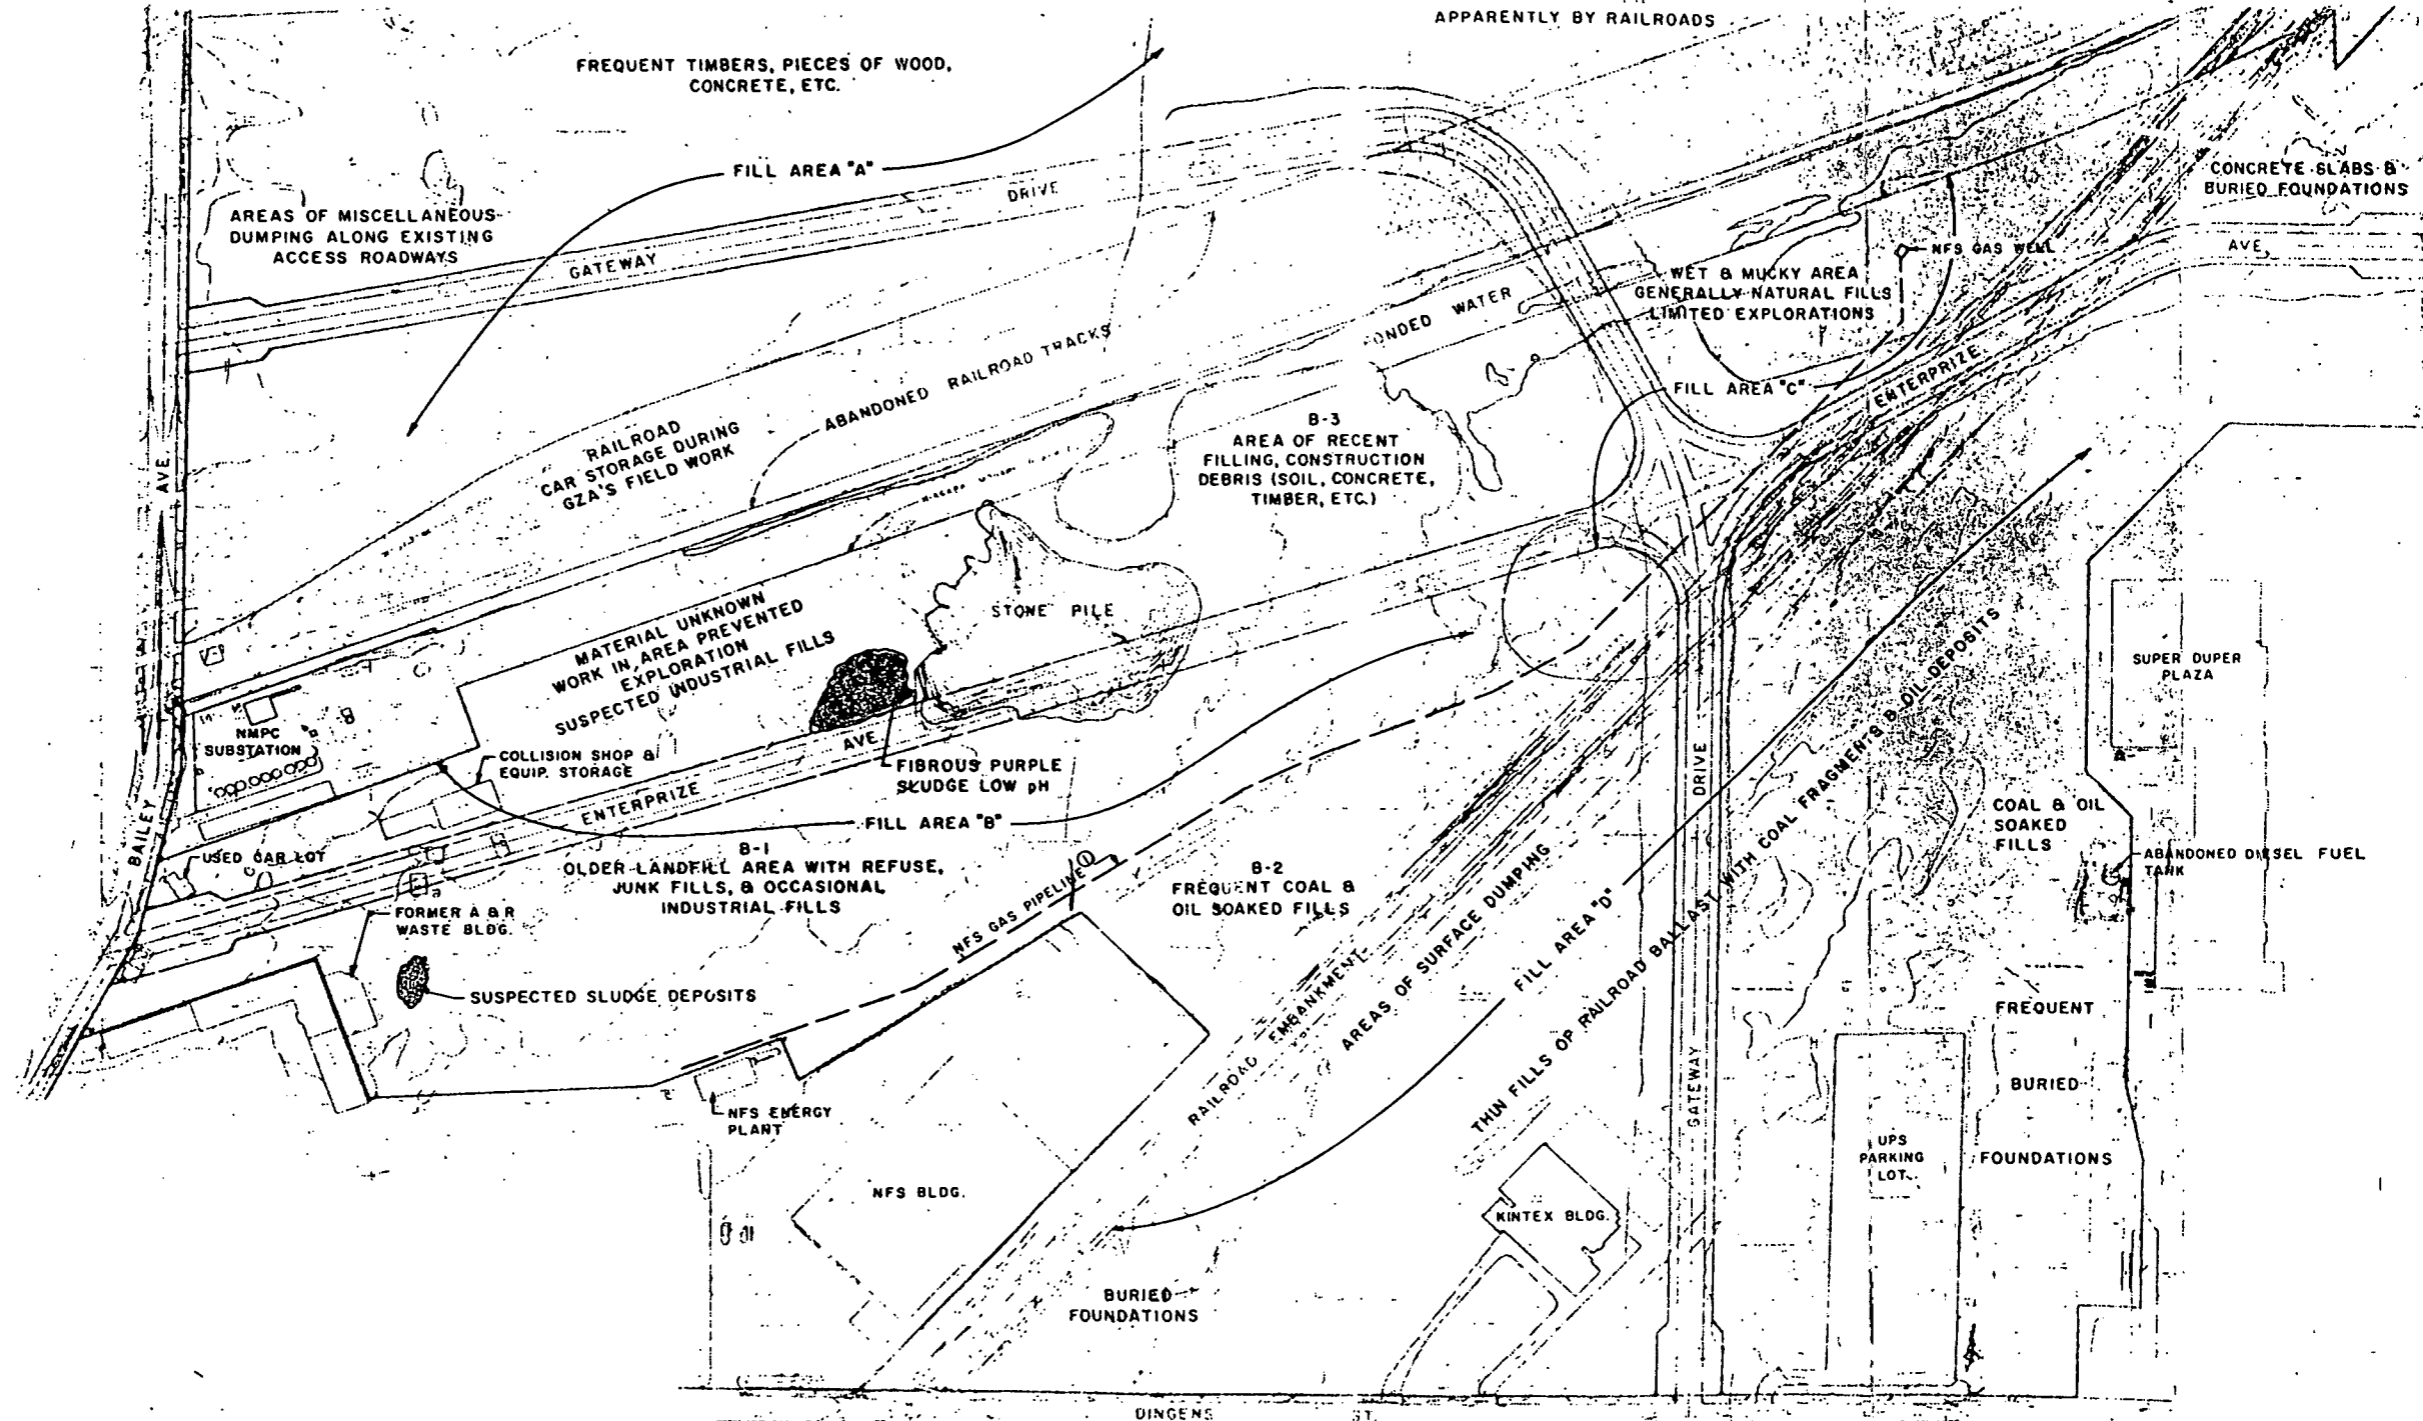 APPARENTLY BY RAILROADS
FREQUENT TIMBERS, PIECES OF WOOD,
CONCRETE, ETC.
FILL AREA "A"
AREAS OF MISCELLANEOUS
DUMPING ALONG EXISTING
ACCESS ROADWAYS
GATEWAY
DRIVE
CONCRETE SLABS &
BURIED FOUNDATIONS
NFS GAS WELL
AVE.
WET & MUCKY AREA
GENERALLY NATURAL FILLS
LIMITED EXPLORATIONS
PONDED WATER
ABANDONED RAILROAD TRACKS
FILL AREA "C"
ENTERPRIZE
RAILROAD
CAR STORAGE DURING
GZA'S FIELD WORK
B-3
AREA OF RECENT
FILLING, CONSTRUCTION
DEBRIS (SOIL, CONCRETE,
TIMBER, ETC.)
AVE.
STONE PILE
MATERIAL UNKNOWN
WORK IN AREA PREVENTED
EXPLORATION
SUSPECTED INDUSTRIAL FILLS
SUPER DUPER
PLAZA
NMPC
SUBSTATION
COLLISION SHOP &
EQUIP. STORAGE
AVE.
FIBROUS PURPLE
SLUDGE LOW pH
ENTERPRIZE
FILL AREA "B"
BAILEY
DRIVE
USED CAR LOT
B-1
OLDER LANDFILL AREA WITH REFUSE,
JUNK FILLS, & OCCASIONAL
INDUSTRIAL FILLS
B-2
FREQUENT COAL &
OIL SOAKED FILLS
COAL & OIL
SOAKED
FILLS
ABANDONED DIESEL FUEL
TANK
FORMER A & R
WASTE BLDG.
NFS GAS PIPELINE
SUSPECTED SLUDGE DEPOSITS
RAILROAD EMBANKMENT
AREAS OF SURFACE DUMPING
FILL AREA "D"
THIN FILLS OR RAILROAD BALLAST WITH COAL FRAGMENTS & OIL DEPOSITS
FREQUENT
BURIED
FOUNDATIONS
GATEWAY
NFS ENERGY
PLANT
NFS BLDG.
UPS
PARKING
LOT
KINTEX BLDG.
BURIED
FOUNDATIONS
DINGENS ST.